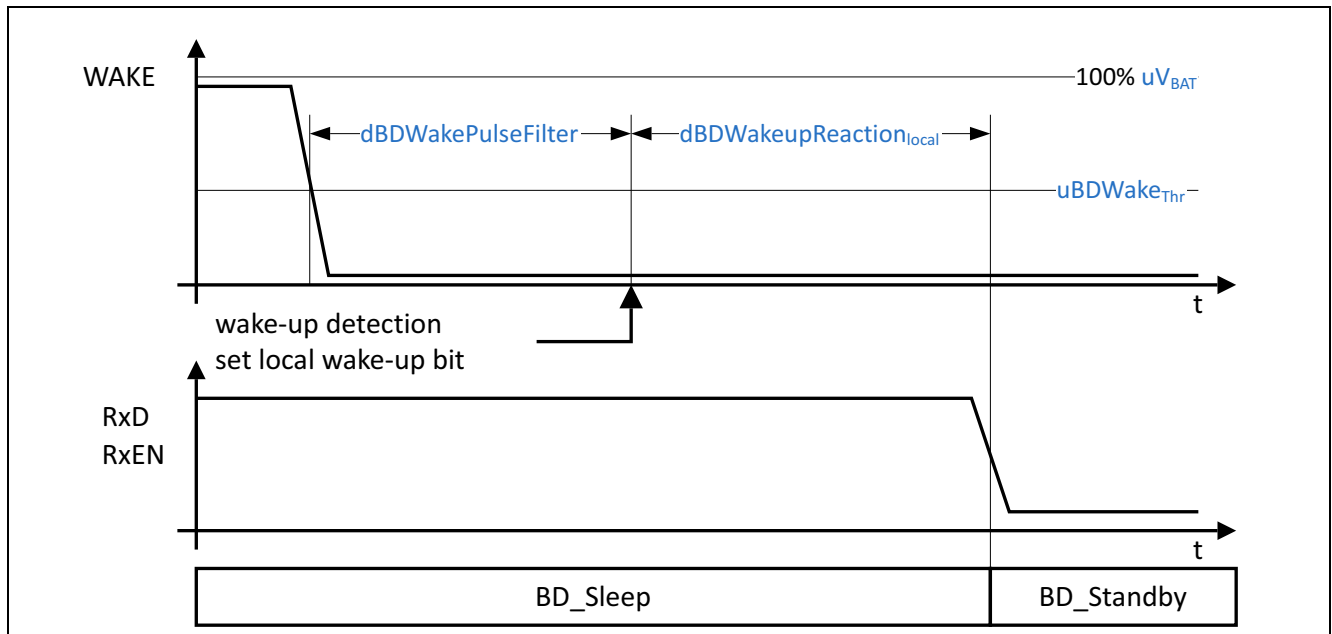 WAKE
100% uVBAT
dBDWakePulseFilter
dBDWakeupReactionlocal
uBDWakeThr
t
wake-up detection
set local wake-up bit
RxD
RxEN
t
BD_Sleep
BD_Standby